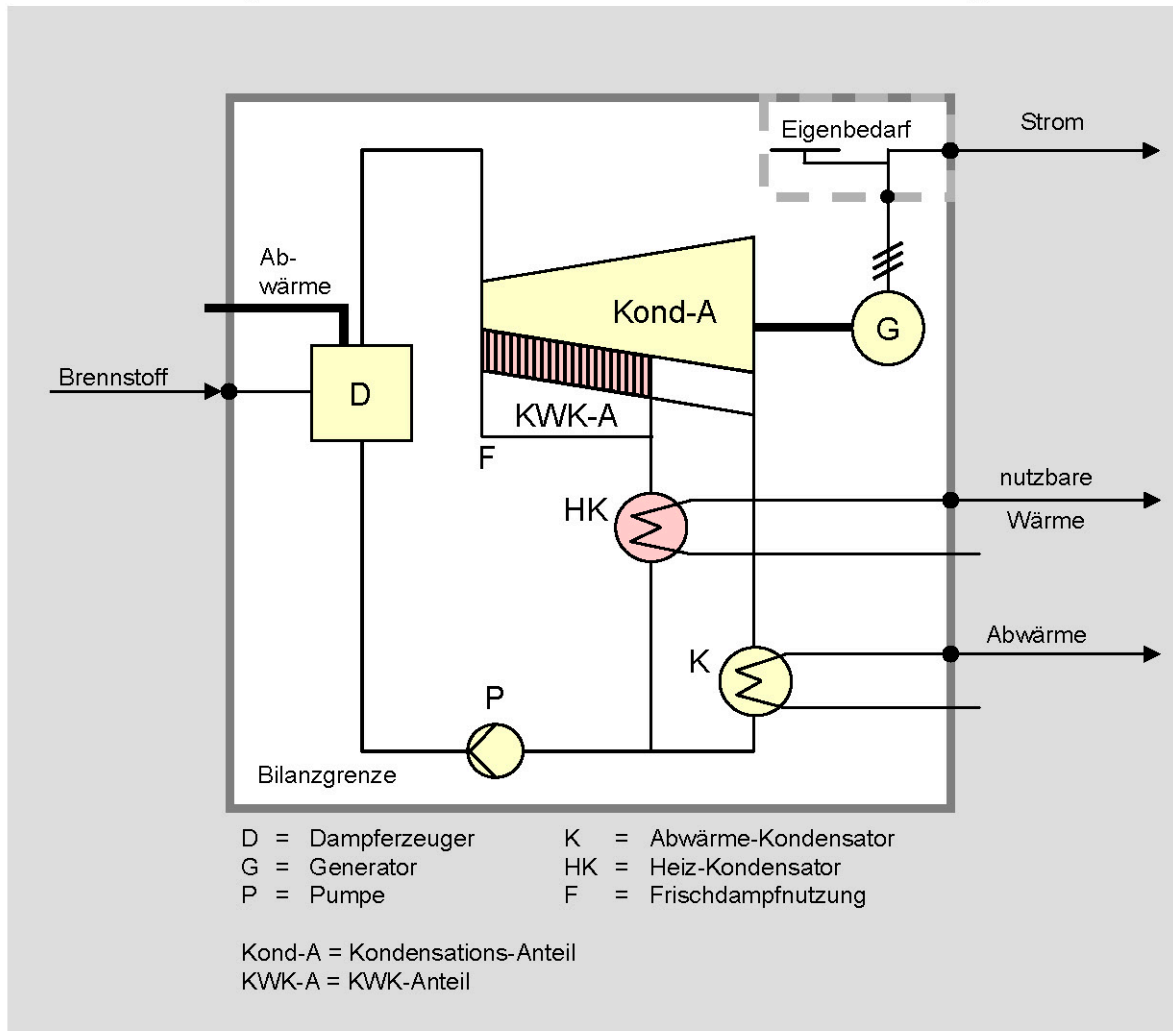 Eigenbedarf
Strom
Ab-
wärme
Kond-A
G
Brennstoff
D
KWK-A
F
HK
nutzbare
Wärme
K
Abwärme
P
Bilanzgrenze
D = Dampferzeuger
G = Generator
P = Pumpe
K = Abwärme-Kondensator
HK = Heiz-Kondensator
F = Frischdampfnutzung
Kond-A = Kondensations-Anteil
KWK-A = KWK-Anteil